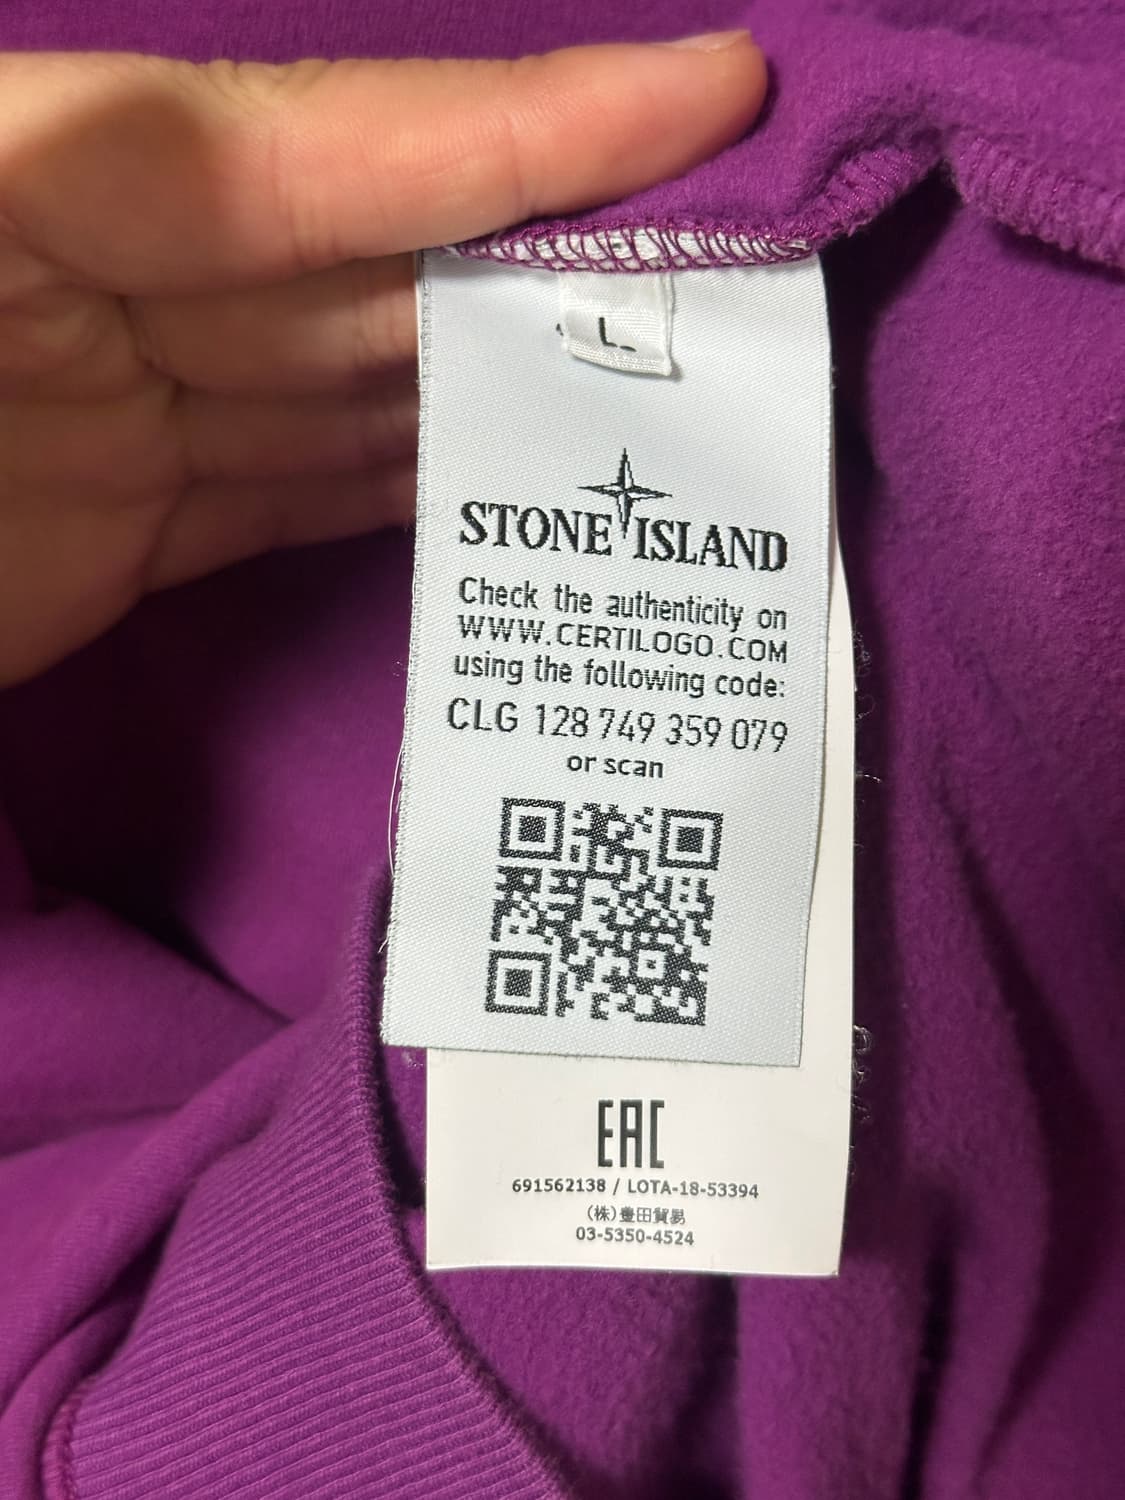 L
STONE ISLAND
Check the authenticity on
WWW.CERTILOGO.COM
using the following code:
CLG 128 749 359 079
or scan
EAC
691562138 / LOTA-18-53394
(株)豊田貿易
03-5350-4524